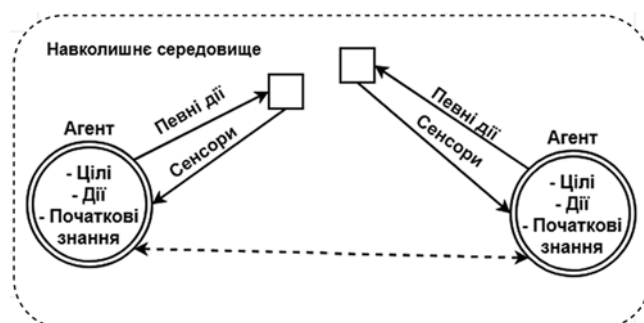 Навколишнє середовище
Певні дії
Сенсори
Агент
- Цілі
- Дії
- Початкові
знання
Певні дії
Сенсори
Агент
- Цілі
- Дії
- Початкові
знання